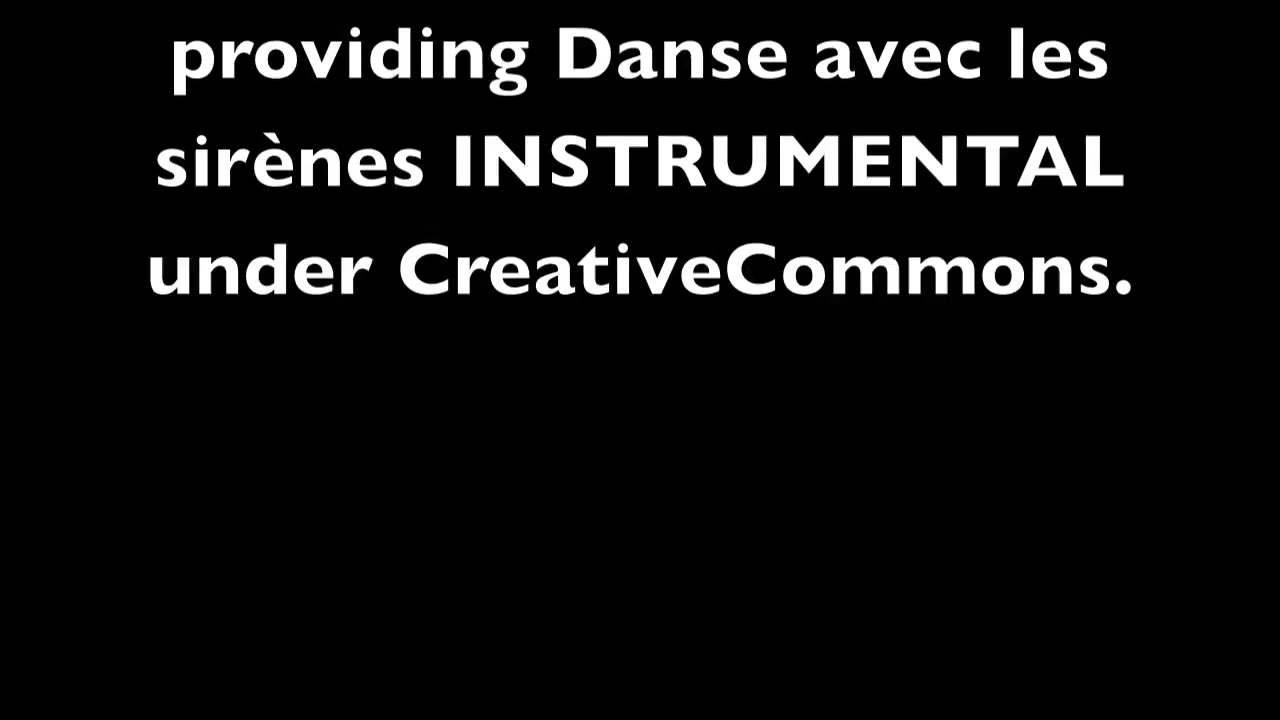 providing Danse avec les
sirènes INSTRUMENTAL
under CreativeCommons.